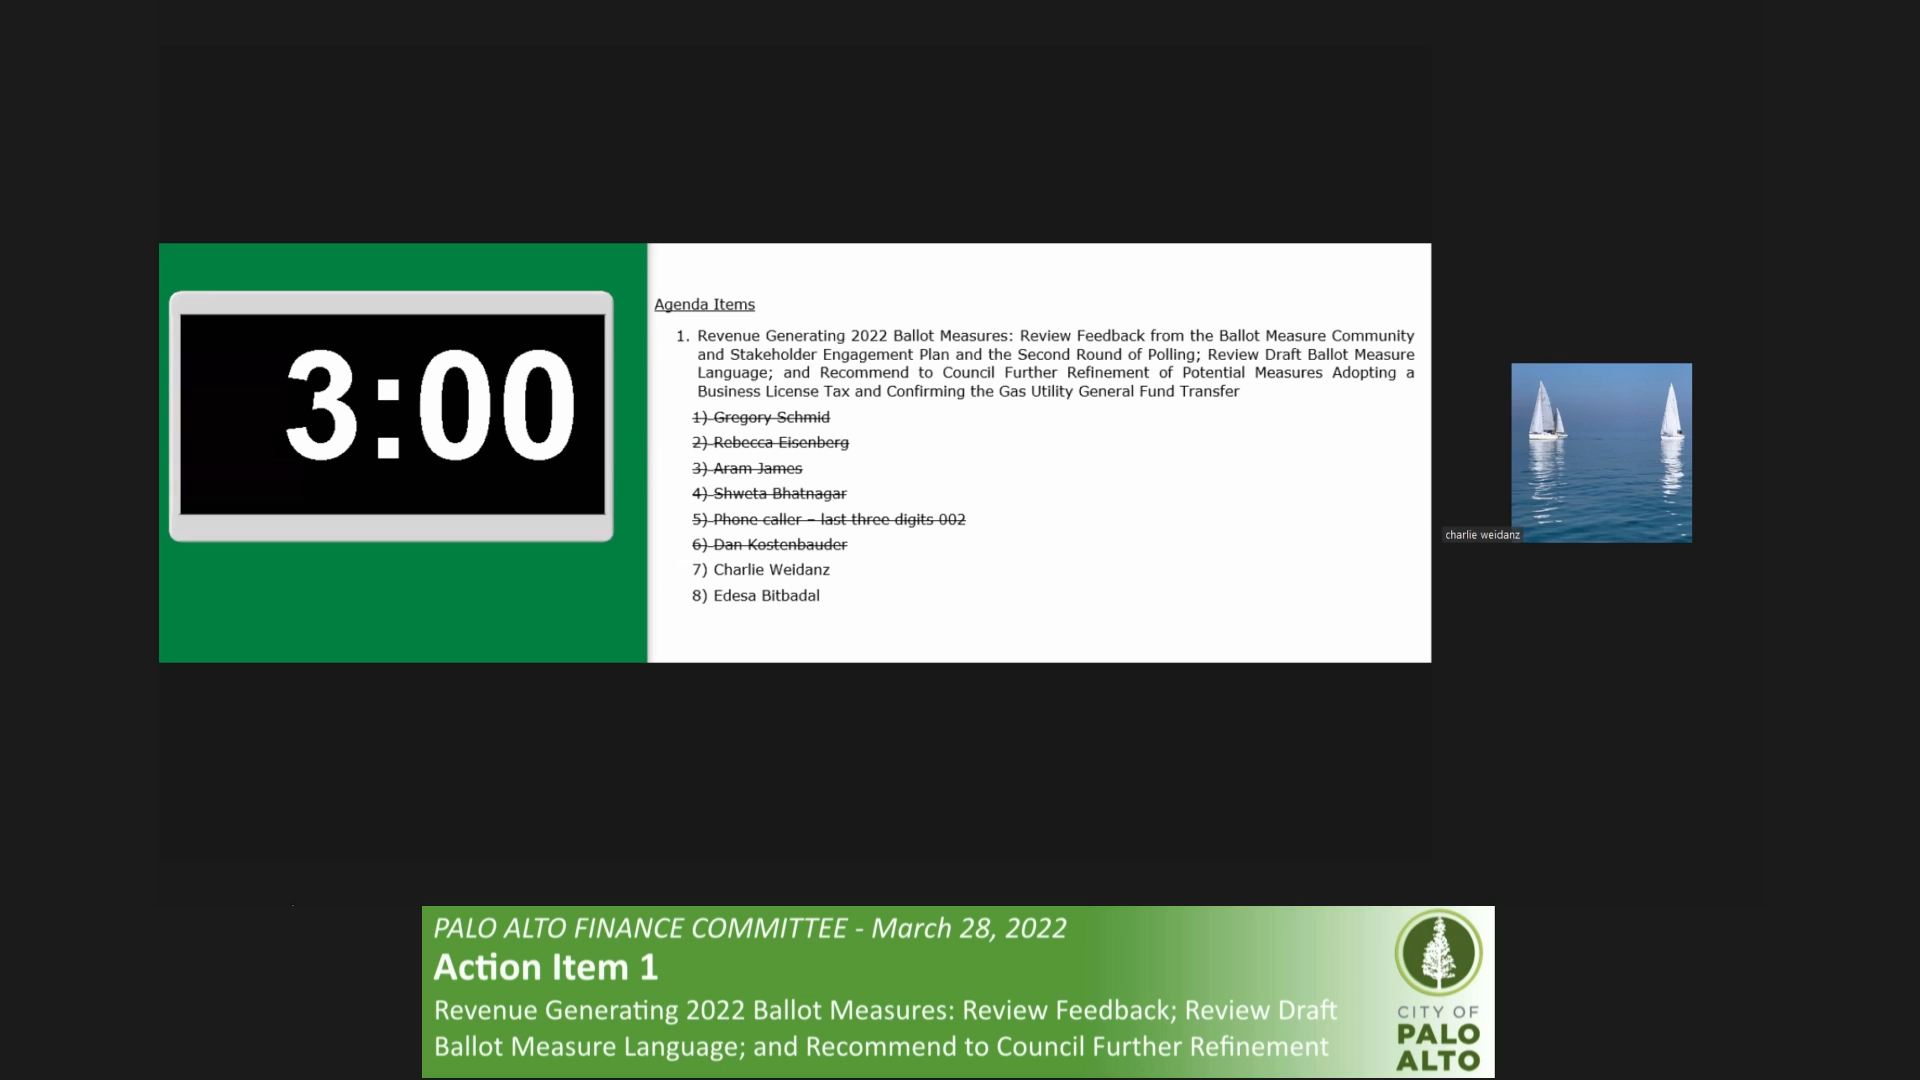 3:00
Agenda Items
1. Revenue Generating 2022 Ballot Measures: Review Feedback from the Ballot Measure Community
and Stakeholder Engagement Plan and the Second Round of Polling; Review Draft Ballot Measure
Language; and Recommend to Council Further Refinement of Potential Measures Adopting a
Business License Tax and Confirming the Gas Utility General Fund Transfer
1) Gregory Schmid
2) Rebecca Eisenberg
3) Aram James
4) Shweta Bhatnagar
5) Phone caller – last three digits 002
6) Dan Kostenbauder
7) Charlie Weidanz
8) Edesa Bitbadal
charlie weidanz
PALO ALTO FINANCE COMMITTEE - March 28, 2022
Action Item 1
Revenue Generating 2022 Ballot Measures: Review Feedback; Review Draft
Ballot Measure Language; and Recommend to Council Further Refinement
CITY OF
PALO
ALTO